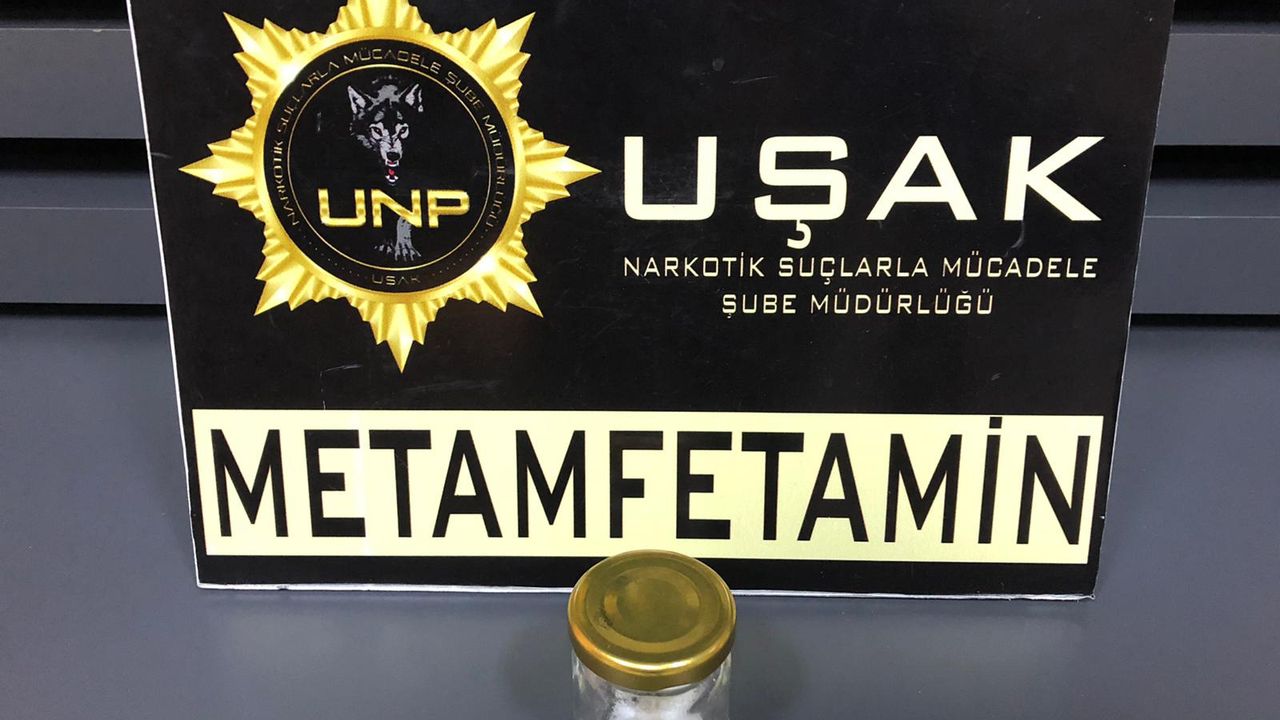 NARKOTİK SUÇLARLA MÜCADELE ŞUBE MÜDÜRLÜĞÜ
UNP
UŞAK
UŞAK
NARKOTİK SUÇLARLA MÜCADELE
ŞUBE MÜDÜRLÜĞÜ
METAMFETAMİN